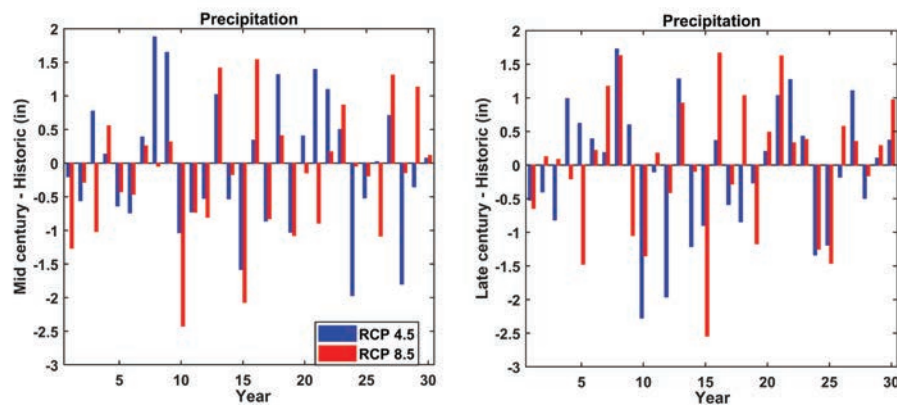 Precipitation
2
1.5
1
0.5
0
-0.5
-1
-1.5
-2
-2.5
-3
Mid century - Historic (in)
RCP 4.5
RCP 8.5
5 10 15 20 25 30
Year
Precipitation
2
1.5
1
0.5
0
-0.5
-1
-1.5
-2
-2.5
-3
Late century - Historic (in)
5 10 15 20 25 30
Year